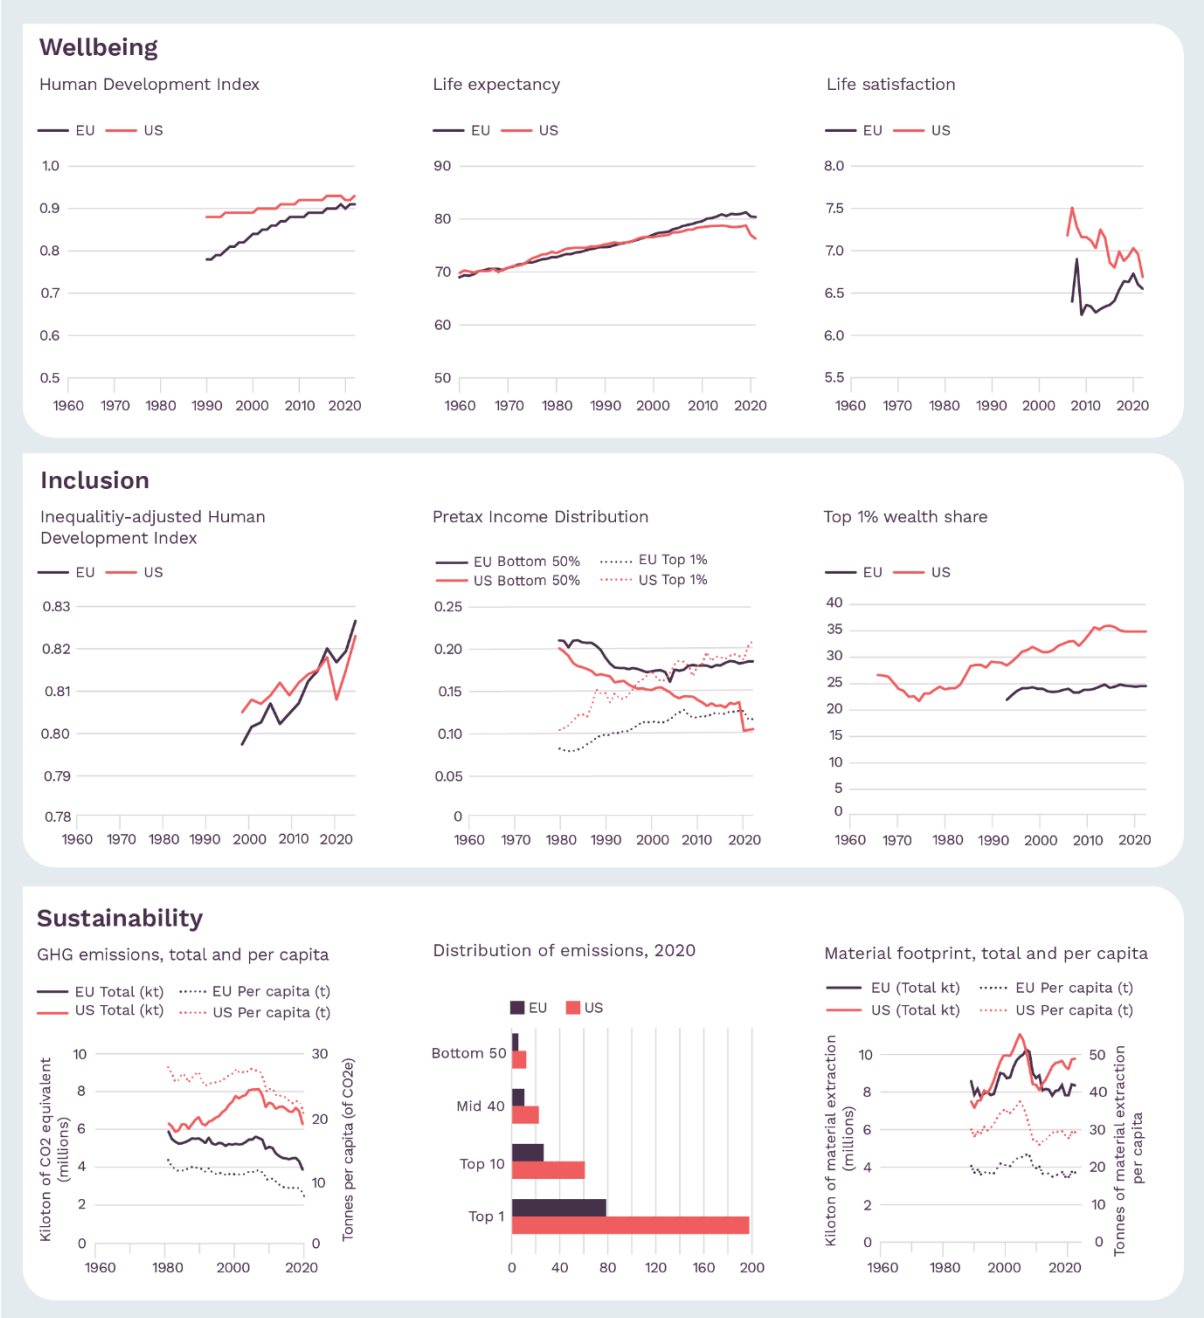 Wellbeing
Human Development Index
EU US
1.0
0.9
0.8
0.7
0.6
0.5
1960 1970 1980 1990 2000 2010 2020
Life expectancy
EU US
90
80
70
60
50
1960 1970 1980 1990 2000 2010 2020
Life satisfaction
EU US
8.0
7.5
7.0
6.5
6.0
5.5
1960 1970 1980 1990 2000 2010 2020
Inclusion
Inequalitiy-adjusted Human
Development Index
EU US
0.83
0.82
0.81
0.80
0.79
0.78
1960 1970 1980 1990 2000 2010 2020
Pretax Income Distribution
EU Bottom 50% EU Top 1%
US Bottom 50% US Top 1%
0.25
0.20
0.15
0.10
0.05
0
1960 1970 1980 1990 2000 2010 2020
Top 1% wealth share
EU US
40
35
30
25
20
15
10
5
0
1960 1970 1980 1990 2000 2010 2020
Sustainability
GHG emissions, total and per capita
EU Total (kt) EU Per capita (t)
US Total (kt) US Per capita (t)
Kiloton of CO2 equivalent
(millions)
10
8
6
4
2
0
30
20
10
0
Tonnes per capita (of CO2e)
1960 1980 2000 2020
Distribution of emissions, 2020
EU US
Bottom 50
Mid 40
Top 10
Top 1
0 40 80 120 160 200
Material footprint, total and per capita
EU (Total kt) EU Per capita (t)
US (Total kt) US Per capita (t)
Kiloton of material extraction
(millions)
10
8
6
4
2
0
50
40
30
20
10
0
Tonnes of material extraction
per capita
1960 1980 2000 2020